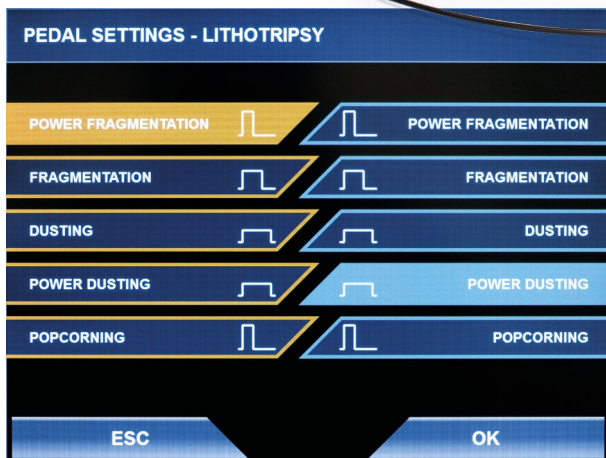 PEDAL SETTINGS - LITHOTRIPSY
POWER FRAGMENTATION
POWER FRAGMENTATION
FRAGMENTATION
FRAGMENTATION
DUSTING
DUSTING
POWER DUSTING
POWER DUSTING
POPCORNING
POPCORNING
ESC
OK